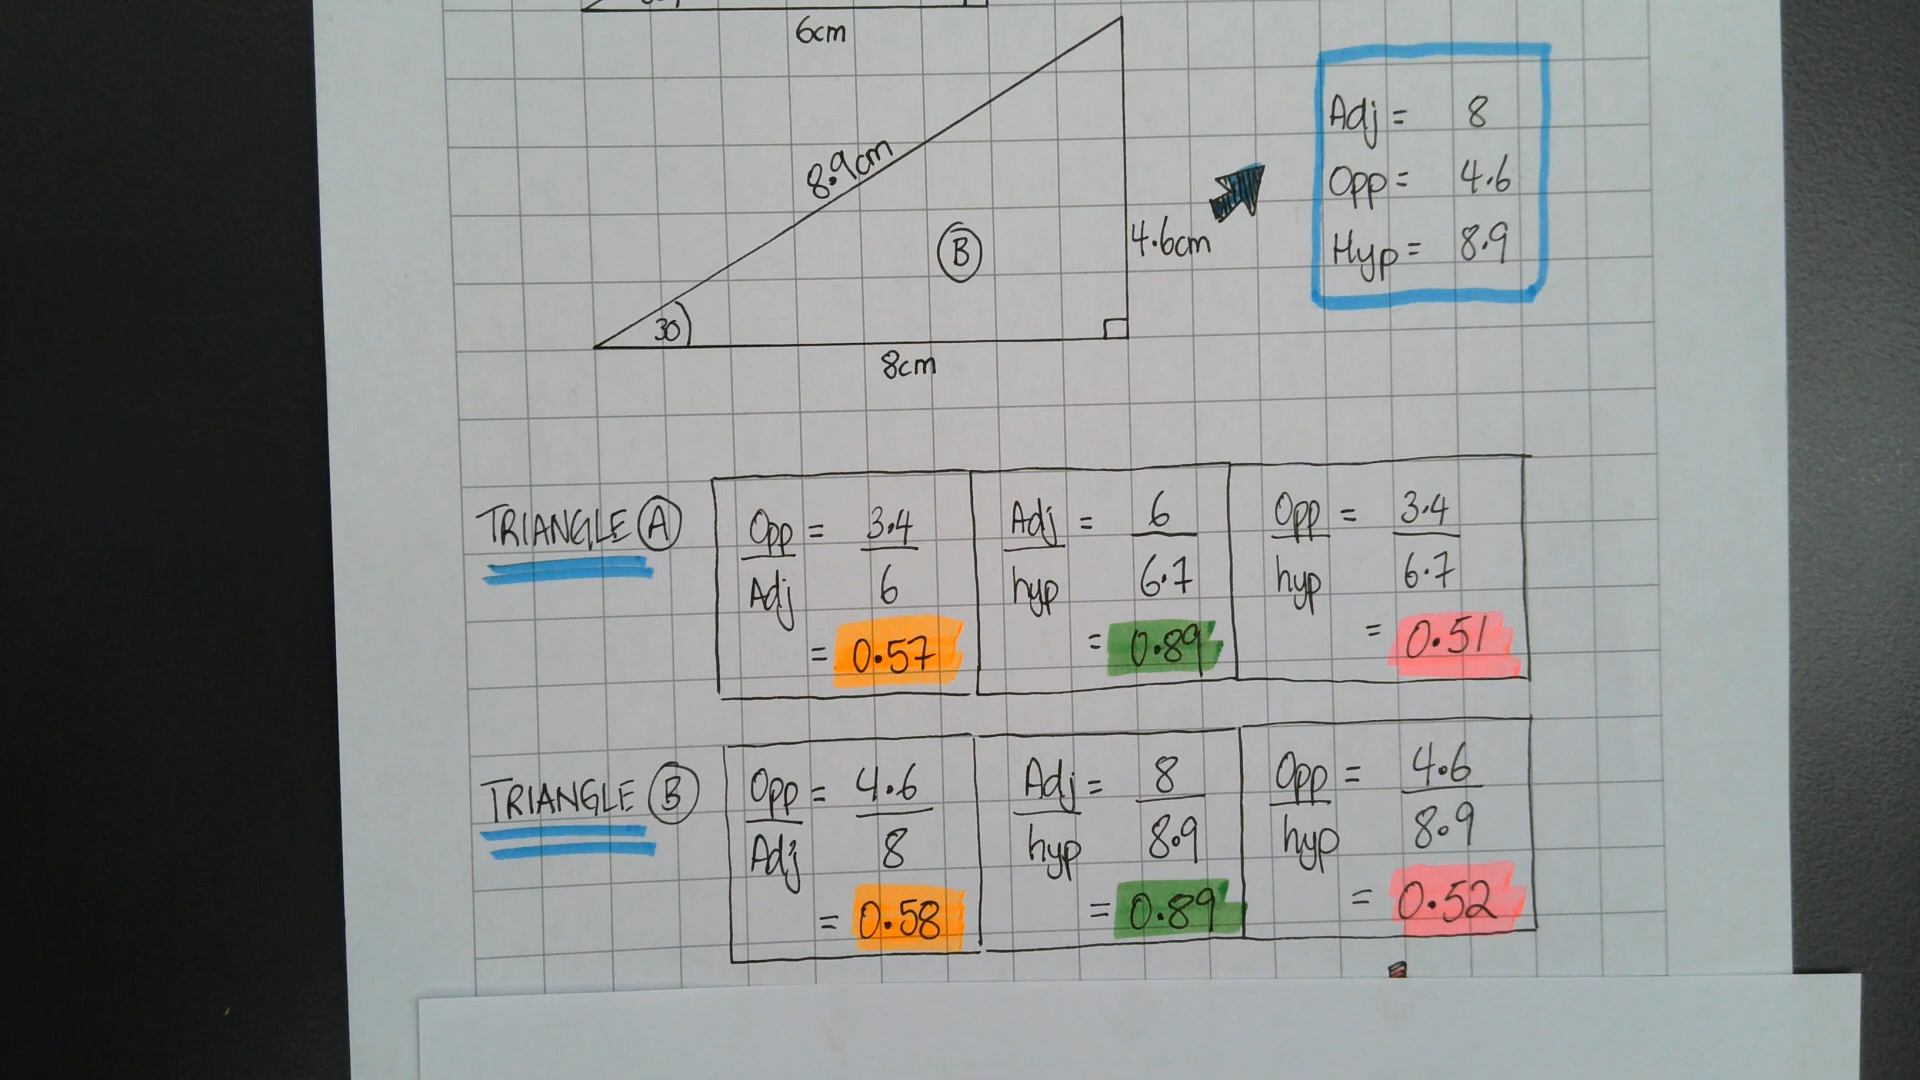 6cm
8.9cm
B
4.6cm
30
8cm
Adj = 8
Opp = 4.6
Hyp = 8.9
TRIANGLE A
Opp = 3.4
Adj 6
= 0.57
Adj = 6
hyp 6.7
= 0.89
Opp = 3.4
hyp 6.7
= 0.51
TRIANGLE B
Opp = 4.6
Adj 8
= 0.58
Adj = 8
hyp 8.9
= 0.89
Opp = 4.6
hyp 8.9
= 0.52